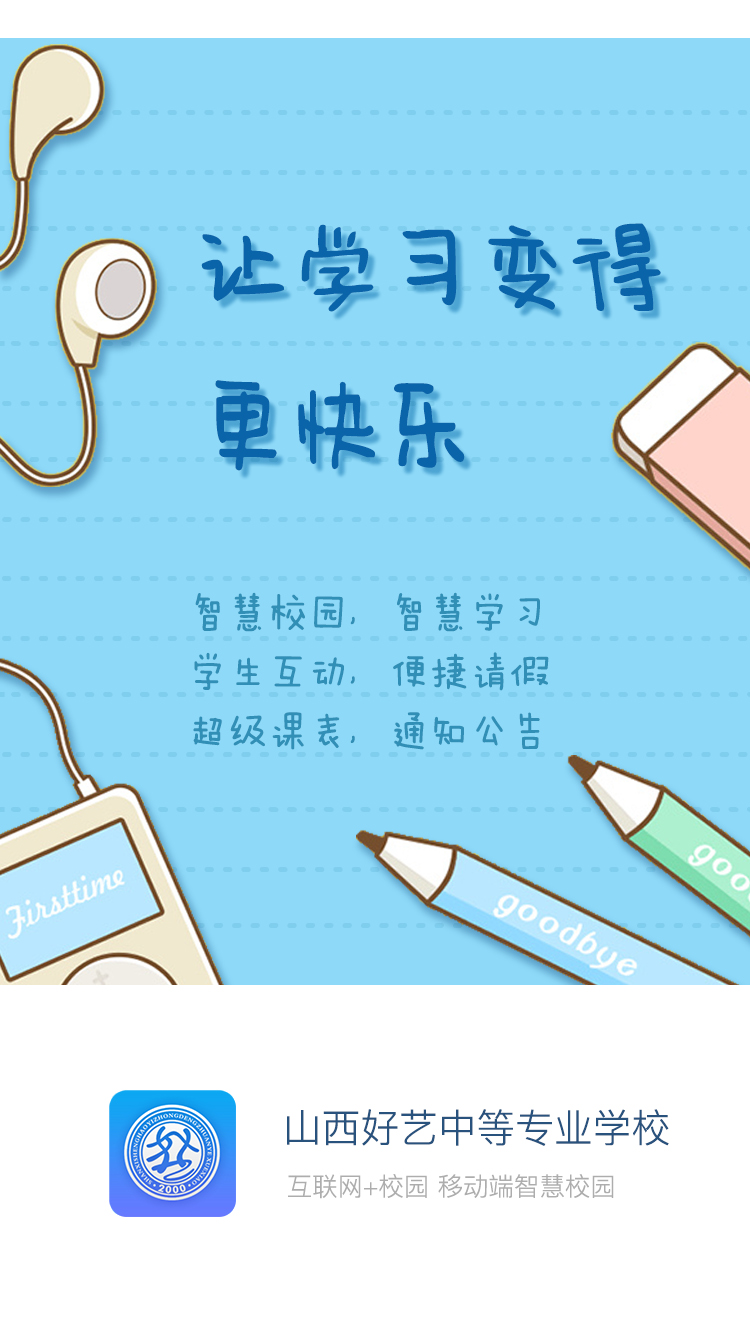 让学习变得
更快乐
智慧校园, 智慧学习
学生互动, 便捷请假
超级课表, 通知公告
Firsttime
goodbye
goo
山西好艺中等专业学校
互联网+校园 移动端智慧校园
SHANXISHENGHAOYIZHONGDENGZHUANYEXUEXIAO
2000